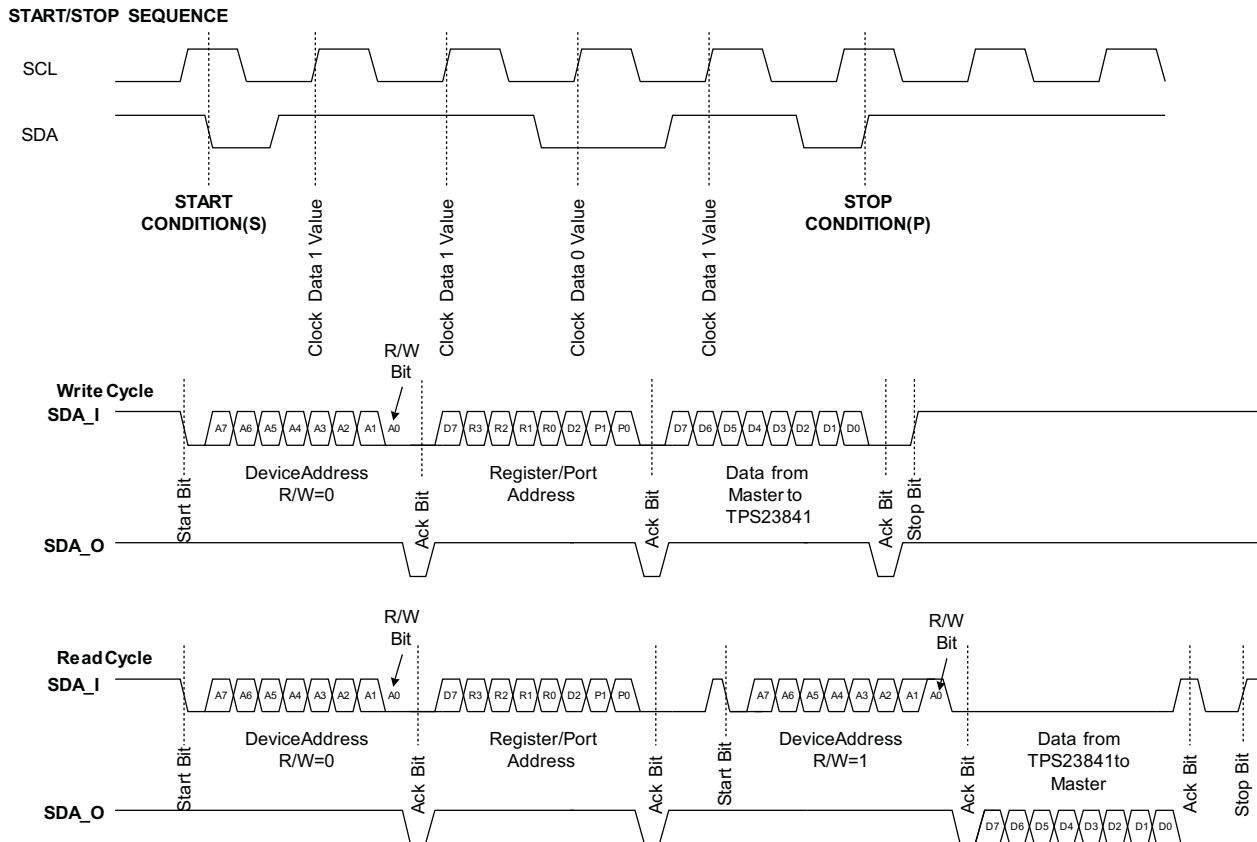 START/STOP SEQUENCE
SCL
SDA
START
CONDITION(S)
STOP
CONDITION(P)
Clock Data 1 Value
Clock Data 1 Value
Clock Data 0 Value
Clock Data 1 Value
R/W
Bit
Write Cycle
SDA_I
A7 A6 A5 A4 A3 A2 A1 A0
D7 R3 R2 R1 R0 D2 P1 P0
D7 D6 D5 D4 D3 D2 D1 D0
Start Bit
DeviceAddress
R/W=0
Ack Bit
Register/Port
Address
Ack Bit
Data from
Master to
TPS23841
Ack Bit
Stop Bit
SDA_O
R/W
Bit
R/W
Bit
Read Cycle
SDA_I
A7 A6 A5 A4 A3 A2 A1 A0
D7 R3 R2 R1 R0 D2 P1 P0
A7 A6 A5 A4 A3 A2 A1 A0
Start Bit
DeviceAddress
R/W=0
Ack Bit
Register/Port
Address
Ack Bit
Start Bit
DeviceAddress
R/W=1
Ack Bit
Data from
TPS23841to
Master
Ack Bit
Stop Bit
SDA_O
D7 D6 D5 D4 D3 D2 D1 D0